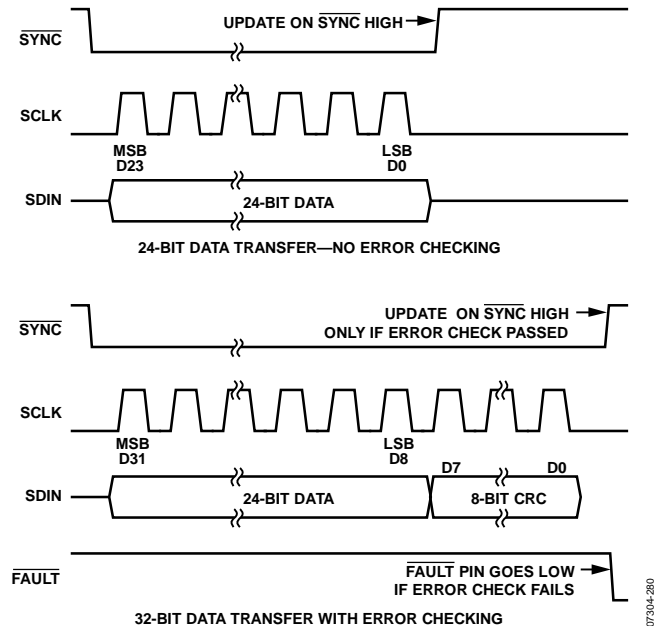 UPDATE ON SYNC HIGH
SYNC
SCLK
MSB
D23
LSB
D0
SDIN
24-BIT DATA
24-BIT DATA TRANSFER—NO ERROR CHECKING
UPDATE ON SYNC HIGH
ONLY IF ERROR CHECK PASSED
SYNC
SCLK
MSB
D31
LSB
D8
D7
D0
SDIN
24-BIT DATA
8-BIT CRC
FAULT
FAULT PIN GOES LOW
IF ERROR CHECK FAILS
32-BIT DATA TRANSFER WITH ERROR CHECKING
07304-280